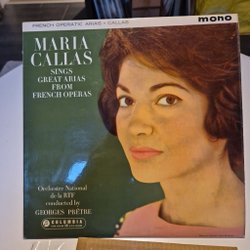 FRENCH OPERATIC ARIAS • CALLAS
mono
MARIA
CALLAS
SINGS
GREAT ARIAS
FROM
FRENCH OPERAS
Orchestre National
de la RTF
conducted by
GEORGES PRÊTRE
COLUMBIA